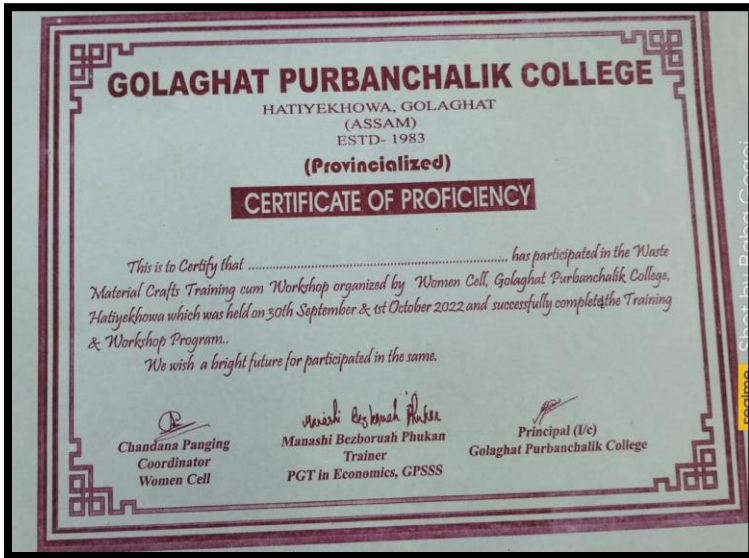 GOLAGHAT PURBANCHALIK COLLEGE
HATIYEKHOWA, GOLAGHAT
(ASSAM)
ESTD- 1983
(Provincialized)
CERTIFICATE OF PROFICIENCY
This is to Certify that .......................................................................... has participated in the Waste
Material Crafts Training cum Workshop organized by Women Cell, Golaghat Purbanchalik College,
Hatiyekhowa which was held on 30th September & 1st October 2022 and successfully complete the Training
& Workshop Program..
We wish a bright future for participated in the same.
Manashi Bezboruah Phukan
Chandana Panging
Coordinator
Women Cell
Manashi Bezboruah Phukan
Trainer
PGT in Economics, GPSSS
Principal (I/c)
Golaghat Purbanchalik College
realme
Shot by